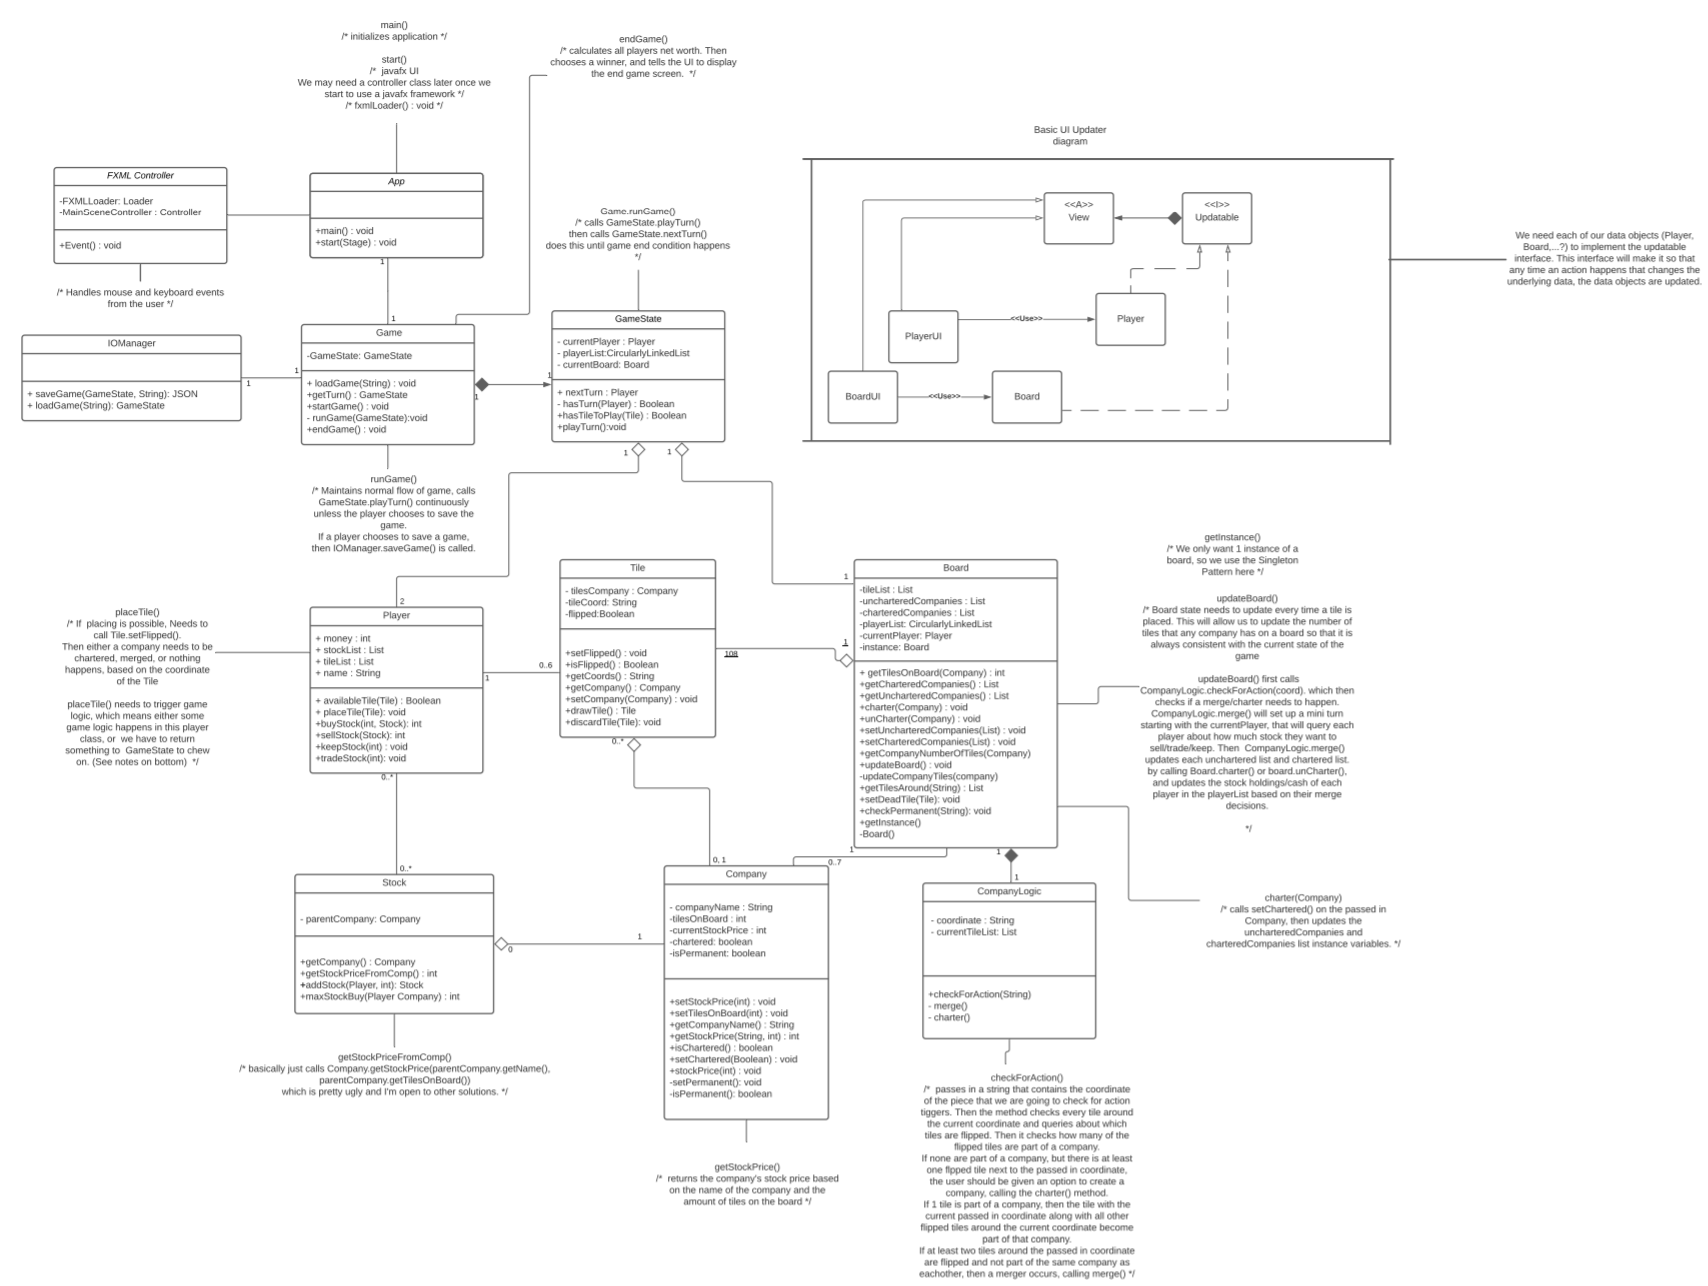 main()
/* initializes application */
start()
/*  javafx UI
We may need a controller class later once we
start to use a javafx framework */
/* fxmlLoader() : void */
endGame()
/* calculates all players net worth. Then
chooses a winner, and tells the UI to display
the end game screen.  */
FXML Controller
-FXMLLoader: Loader
-MainSceneController : Controller
+Event() : void
/* Handles mouse and keyboard events
from the user */
App
+main() : void
+start(Stage) : void
1
1
Game.runGame()
/* calls GameState.playTurn()
then calls GameState.nextTurn()
does this until game end condition happens
*/
Basic UI Updater
diagram
<<A>>
View
<<I>>
Updatable
PlayerUI
<<Use>>
Player
BoardUI
<<Use>>
Board
We need each of our data objects (Player,
Board,...?) to implement the updatable
interface. This interface will make it so that
any time an action happens that changes the
underlying data, the data objects are updated.
IOManager
+ saveGame(GameState, String): JSON
+ loadGame(String): GameState
1
1
Game
-GameState: GameState
+ loadGame(String) : void
+getTurn() : GameState
+startGame() : void
- runGame(GameState):void
+endGame() : void
1
1
GameState
- currentPlayer : Player
- playerList:CircularlyLinkedList
- currentBoard: Board
+ nextTurn : Player
- hasTurn(Player) : Boolean
+hasTileToPlay(Tile) : Boolean
+playTurn():void
1
1
runGame()
/* Maintains normal flow of game, calls
GameState.playTurn() continuously
unless the player chooses to save the
game.
If a player chooses to save a game,
then IOManager.saveGame() is called.
2
1
placeTile()
/* If  placing is possible, Needs to
call Tile.setFlipped().
Then either a company needs to be
chartered, merged, or nothing
happens, based on the coordinate
of the Tile
placeTile() needs to trigger game
logic, which means either some
game logic happens in this player
class, or  we have to return
something to  GameState to chew
on. (See notes on bottom)  */
Player
+ money : int
+ stockList : List
+ tileList : List
+ name : String
+ availableTile(Tile) : Boolean
+ placeTile(Tile): void
+ buyStock(int, Stock): int
+sellStock(Stock): int
+keepStock(int) : void
+tradeStock(int): void
1
0..6
0..*
0..*
Tile
- tilesCompany : Company
-tileCoord: String
-flipped:Boolean
+setFlipped() : void
+isFlipped() : Boolean
+getCoords() : String
+getCompany() : Company
+setCompany(Company) : void
+drawTile() : Tile
+discardTile(Tile): void
108
1
0..*
0, 1
Board
-tileList : List
-uncharteredCompanies : List
-charteredCompanies : List
-playerList: CircularlyLinkedList
-currentPlayer: Player
-instance: Board
+ getTilesOnBoard(Company) : int
+getCharteredCompanies() : List
+getUncharteredCompanies() : List
+charter(Company) : void
+unCharter(Company) : void
+setUncharteredCompanies(List) : void
+setCharteredCompanies(List) : void
+getCompanyNumberOfTiles(Company)
+updateBoard() : void
-updateCompanyTiles(company)
+getTilesAround(String) : List
+setDeadTile(Tile): void
+checkPermanent(String): void
+getInstance()
-Board()
1
0..7
1
1
getInstance()
/* We only want 1 instance of a
board, so we use the Singleton
Pattern here */
updateBoard()
/* Board state needs to update every time a tile is
placed. This will allow us to update the number of
tiles that any company has on a board so that it is
always consistent with the current state of the
game
updateBoard() first calls
CompanyLogic.checkForAction(coord). which then
checks if a merge/charter needs to happen.
CompanyLogic.merge() will set up a mini turn
starting with the currentPlayer, that will query each
player about how much stock they want to
sell/trade/keep. Then  CompanyLogic.merge()
updates each unchartered list and chartered list.
by calling Board.charter() or board.unCharter(),
and updates the stock holdings/cash of each
player in the playerList based on their merge
decisions.
*/
charter(Company)
/* calls setChartered() on the passed in
Company, then updates the
unchareredCompanies and
charteredCompanies list instance variables. */
Stock
- parentCompany: Company
+getCompany() : Company
+getStockPriceFromComp() : int
+addStock(Player, int): Stock
+maxStockBuy(Player Company) : int
0
1
getStockPriceFromComp()
/* basically just calls Company.getStockPrice(parentCompany.getName(),
parentCompany.getTilesOnBoard())
which is pretty ugly and I'm open to other solutions. */
Company
- companyName : String
-tilesOnBoard : int
-currentStockPrice : int
-chartered: boolean
-isPermanent: boolean
+setStockPrice(int) : void
+setTilesOnBoard(int) : void
+getCompanyName() : String
+getStockPrice(String, int) : int
+isChartered() : boolean
+setChartered(Boolean) : void
+stockPrice(int) : void
-setPermanent(): void
-isPermanent(): boolean
getStockPrice()
/*  returns the company's stock price based
on the name of the company and the
amount of tiles on the board */
CompanyLogic
- coordinate : String
- currentTileList: List
+checkForAction(String)
- merge()
- charter()
checkForAction()
/*  passes in a string that contains the coordinate
of the piece that we are going to check for action
tiggers. Then the method checks every tile around
the current coordinate and queries about which
tiles are flipped. Then it checks how many of the
flipped tiles are part of a company.
If none are part of a company, but there is at least
one flpped tile next to the passed in coordinate,
the user should be given an option to create a
company, calling the charter() method.
If 1 tile is part of a company, then the tile with the
current passed in coordinate along with all other
flipped tiles around the current coordinate become
part of that company.
If at least two tiles around the passed in coordinate
are flipped and not part of the same company as
eachother, then a merger occurs, calling merge() */